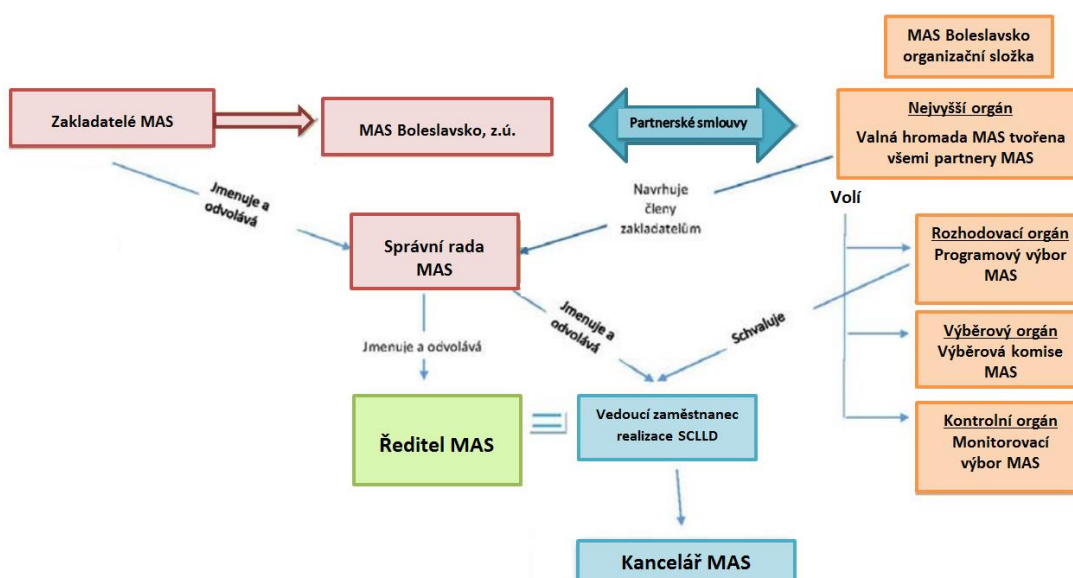 MAS Boleslavsko
organizační složka
Zakladatelé MAS
MAS Boleslavsko, z.ú.
Partnerské smlouvy
Nejvyšší orgán
Valná hromada MAS tvořena
všemi partnery MAS
Jmenuje a
odvolává
Navrhuje
členy
zakladatelům
Volí
Správní rada
MAS
Rozhodovací orgán
Programový výbor
MAS
Jmenuje a odvolává
Jmenuje a
odvolává
Schvaluje
Výběrový orgán
Výběrová komise
MAS
Ředitel MAS
Vedoucí zaměstnanec
realizace SCLLD
Kontrolní orgán
Monitorovací
výbor MAS
Kancelář MAS